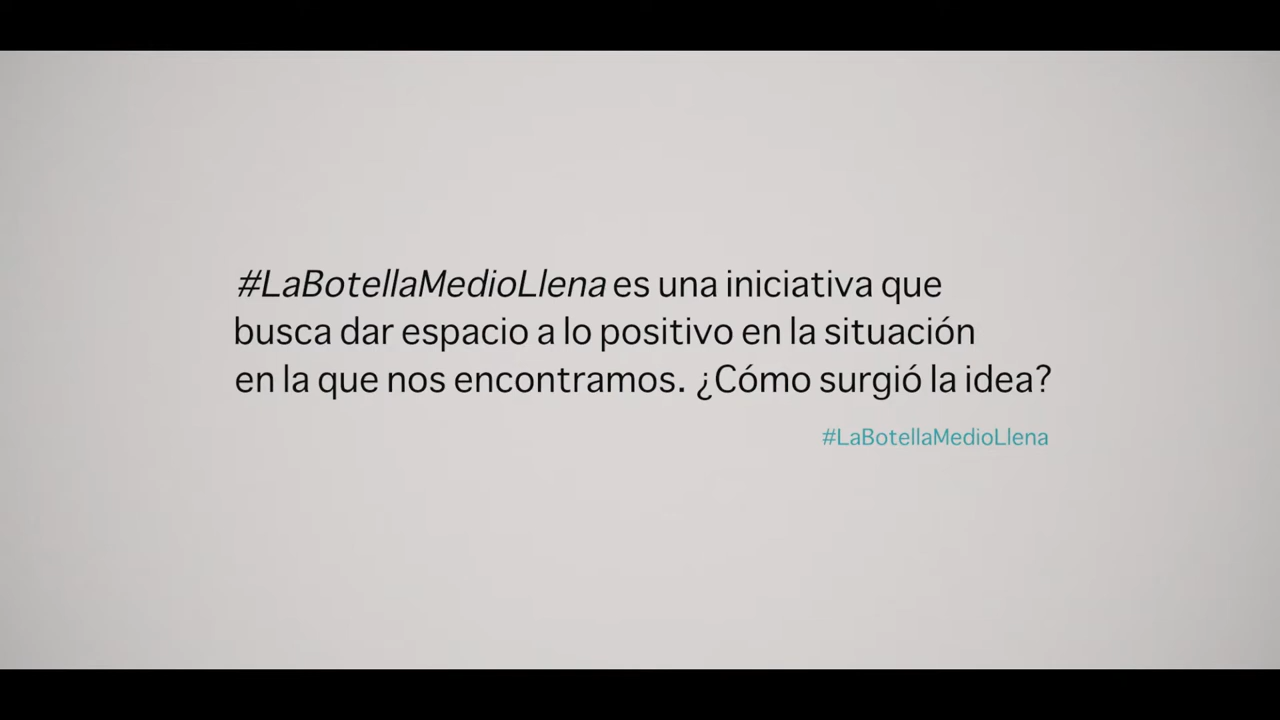 #LaBotellaMedioLlena es una iniciativa que
busca dar espacio a lo positivo en la situación
en la que nos encontramos. ¿Cómo surgió la idea?
#LaBotellaMedioLlena